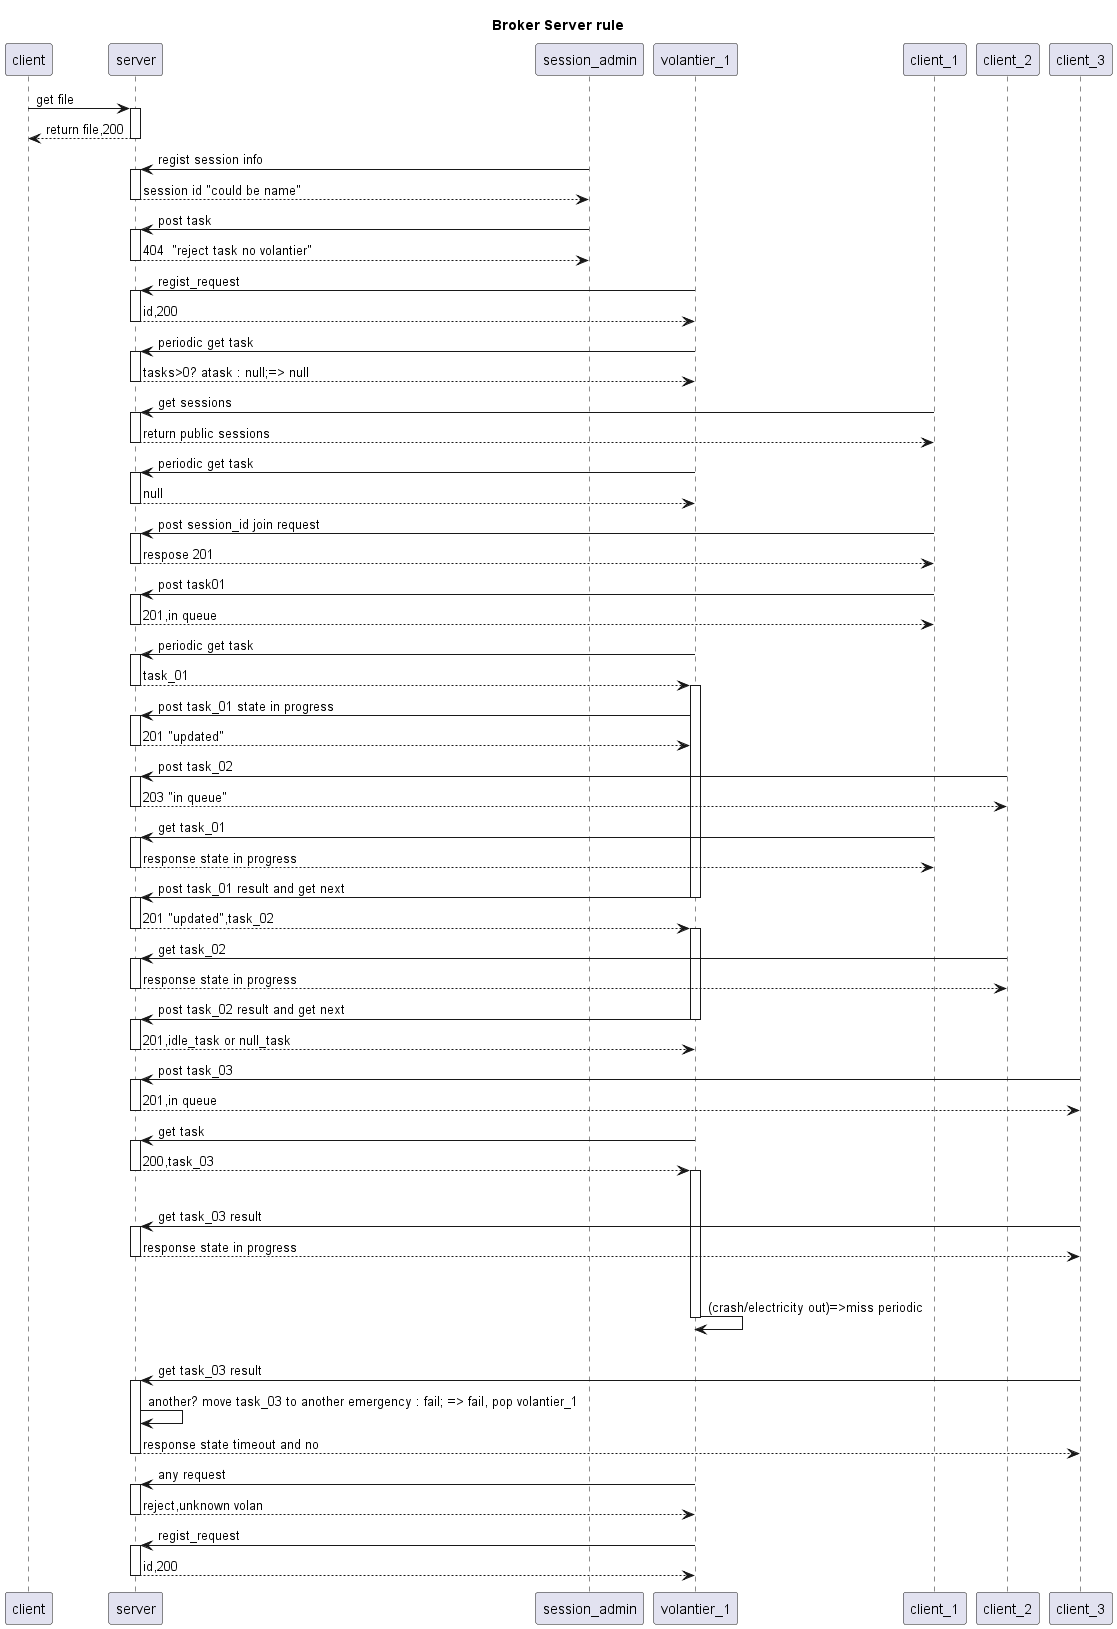 Broker Server rule
client server session_admin volantier_1 client_1 client_2 client_3
get file
return file,200
regist session info
session id "could be name"
post task
404  "reject task no volantier"
regist_request
id,200
periodic get task
tasks>0? atask : null;=> null
get sessions
return public sessions
periodic get task
null
post session_id join request
respose 201
post task01
201,in queue
periodic get task
task_01
post task_01 state in progress
201 "updated"
post task_02
203 "in queue"
get task_01
response state in progress
post task_01 result and get next
201 "updated",task_02
get task_02
response state in progress
post task_02 result and get next
201,idle_task or null_task
post task_03
201,in queue
get task
200,task_03
get task_03 result
response state in progress
(crash/electricity out)=>miss periodic
get task_03 result
another? move task_03 to another emergency : fail; => fail, pop volantier_1
response state timeout and no
any request
reject,unknown volan
regist_request
id,200
client server session_admin volantier_1 client_1 client_2 client_3